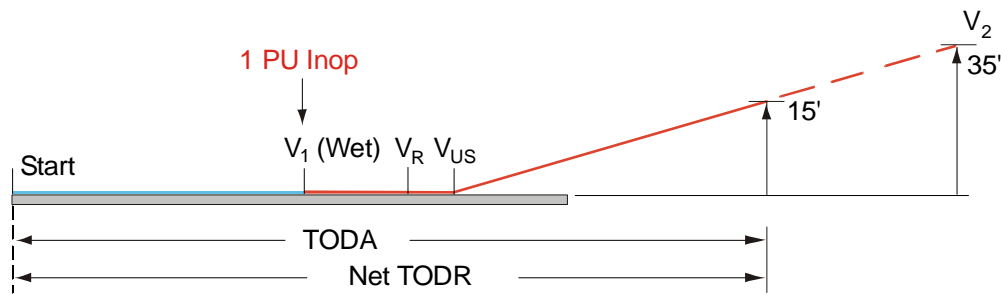 V2
35'
1 PU Inop
15'
Start
V1 (Wet) VR VUS
TODA
Net TODR